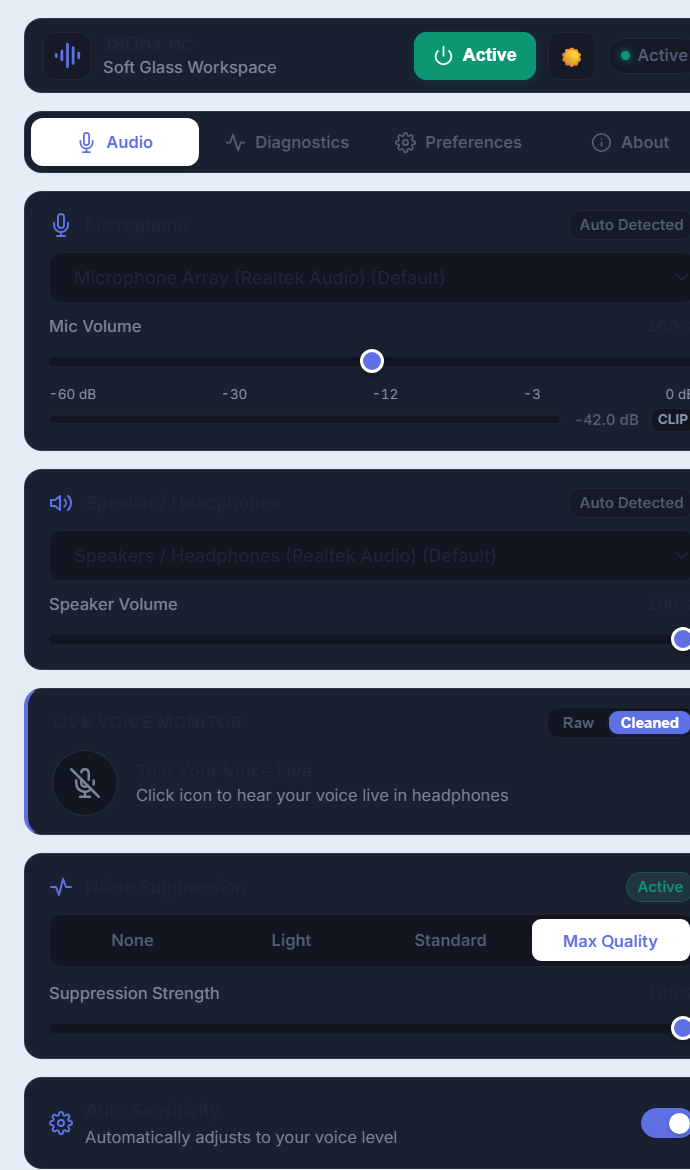 180hz nc
Soft Glass Workspace
Active
Active
Audio
Diagnostics
Preferences
About
Microphone
Auto Detected
Microphone Array (Realtek Audio) (Default)
Mic Volume
100%
-60 dB
-30
-12
-3
0 dB
-42.0 dB
CLIP
Speaker / Headphones
Auto Detected
Speakers / Headphones (Realtek Audio) (Default)
Speaker Volume
100%
LIVE VOICE MONITOR
Raw
Cleaned
Test Your Voice Live
Click icon to hear your voice live in headphones
Noise Suppression
Active
None
Light
Standard
Max Quality
Suppression Strength
100%
Auto Sensitivity
Automatically adjusts to your voice level